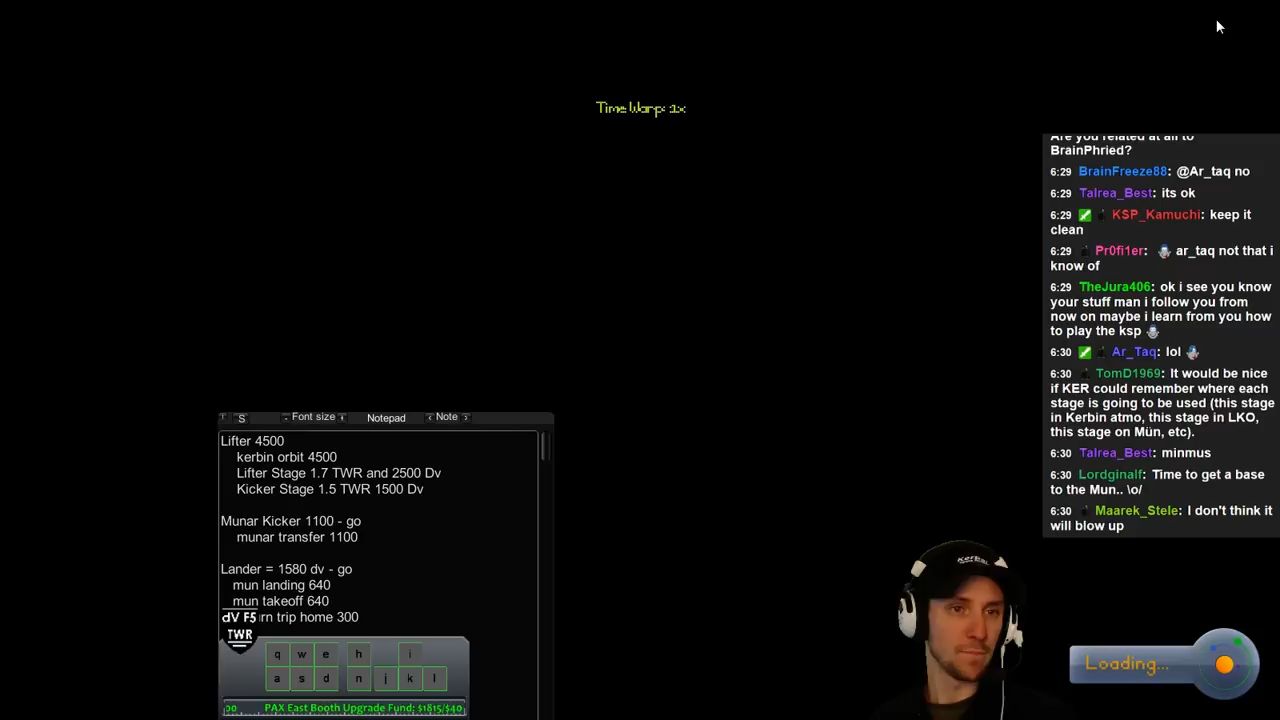 Time Warp: 1x
Are you related at all to
BrainPhried?
6:29 BrainFreeze88: @Ar_taq no
6:29 Talrea_Best: its ok
6:29 KSP_Kamuchi: keep it
clean
6:29 Pr0fi1er: ar_taq not that i
know of
6:29 TheJura406: ok i see you know
your stuff man i follow you from
now on maybe i learn from you how
to play the ksp
6:30 Ar_Taq: lol
6:30 TomD1969: It would be nice
if KER could remember where each
stage is going to be used (this stage
in Kerbin atmo, this stage in LKO,
this stage on Mün, etc).
6:30 Talrea_Best: minmus
6:30 Lordginalf: Time to get a base
to the Mun.. \o/
6:30 Maarek_Stele: I don't think it
will blow up
S - Font size + Notepad < Note >
Lifter 4500
kerbin orbit 4500
Lifter Stage 1.7 TWR and 2500 Dv
Kicker Stage 1.5 TWR 1500 Dv
Munar Kicker 1100 - go
munar transfer 1100
Lander = 1580 dv - go
mun landing 640
mun takeoff 640
dV F5 rn trip home 300
TWR
q w e h i
a s d n j k l
00 PAX East Booth Upgrade Fund: $1815/$40
Kerbal
Loading...